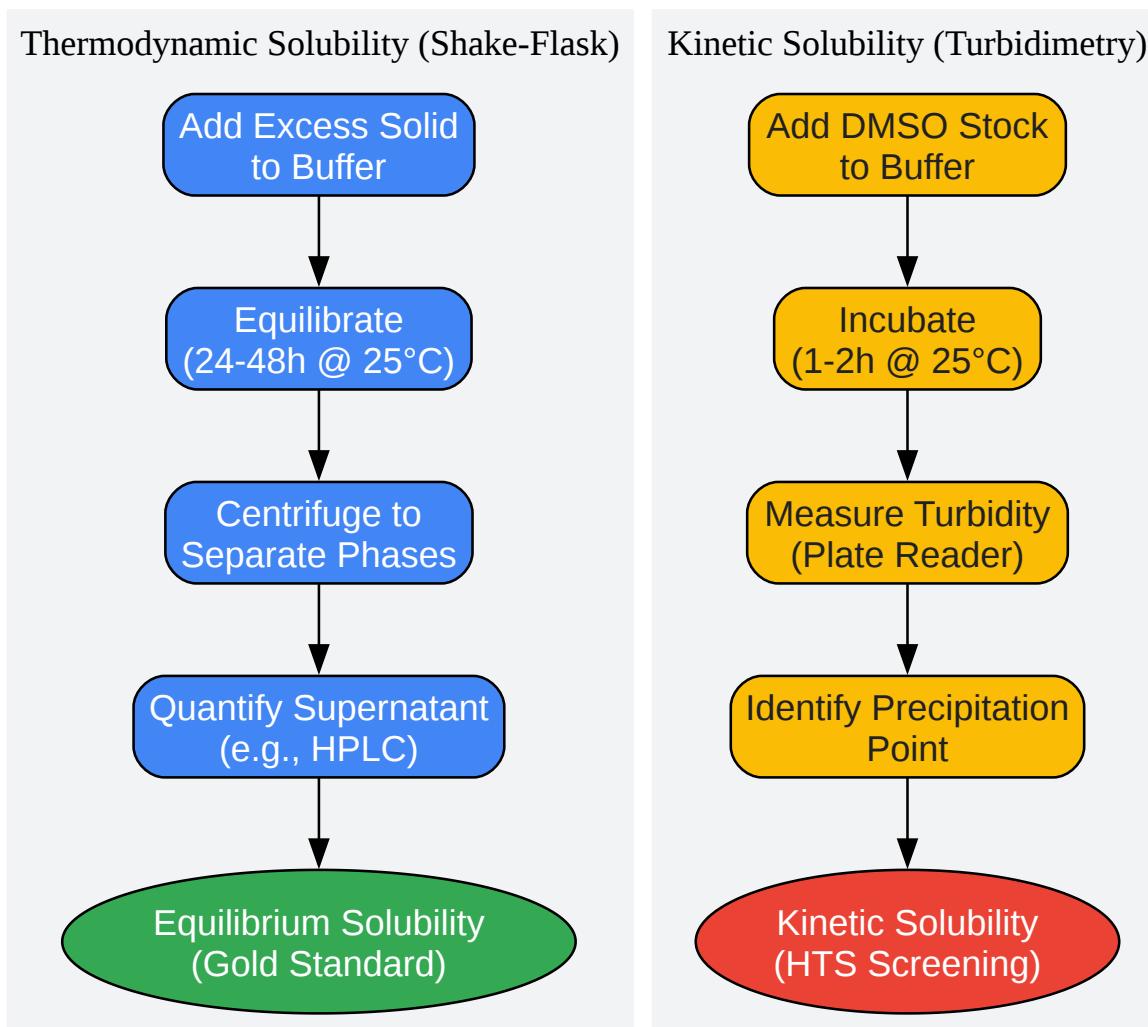 Thermodynamic Solubility (Shake-Flask)
Add Excess Solid
to Buffer
Equilibrate
(24-48h @ 25°C)
Centrifuge to
Separate Phases
Quantify Supernatant
(e.g., HPLC)
Equilibrium Solubility
(Gold Standard)
Kinetic Solubility (Turbidimetry)
Add DMSO Stock
to Buffer
Incubate
(1-2h @ 25°C)
Measure Turbidity
(Plate Reader)
Identify Precipitation
Point
Kinetic Solubility
(HTS Screening)